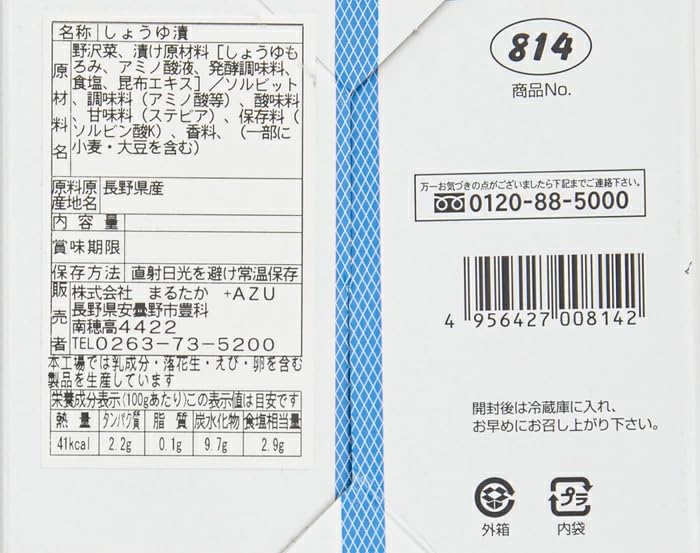 名称 しょうゆ漬
原材料名 野沢菜、漬け原材料［しょうゆも
ろみ、アミノ酸液、発酵調味料、
食塩、昆布エキス］／ソルビット
、調味料（アミノ酸等）、酸味料
、甘味料（ステビア）、保存料（
ソルビン酸K）、香料、（一部に
小麦・大豆を含む）
原料原 長野県産
産地名
内容量
賞味期限
保存方法 直射日光を避け常温保存
販売者 株式会社 まるたか +AZU
長野県安曇野市豊科
南穂高4422
TEL0263-73-5200
本工場では乳成分・落花生・えび・卵を含む
製品を生産しています
栄養成分表示(100gあたり)この表示値は目安です
熱量 タンパク質 脂質 炭水化物 食塩相当量
41kcal 2.2g 0.1g 9.7g 2.9g
814
商品No.
万一お気づきの点がございましたら下記までご連絡下さい。
0120-88-5000
4 956427 008142
開封後は冷蔵庫に入れ、
お早めにお召し上がり下さい。
外箱
プラ
内袋